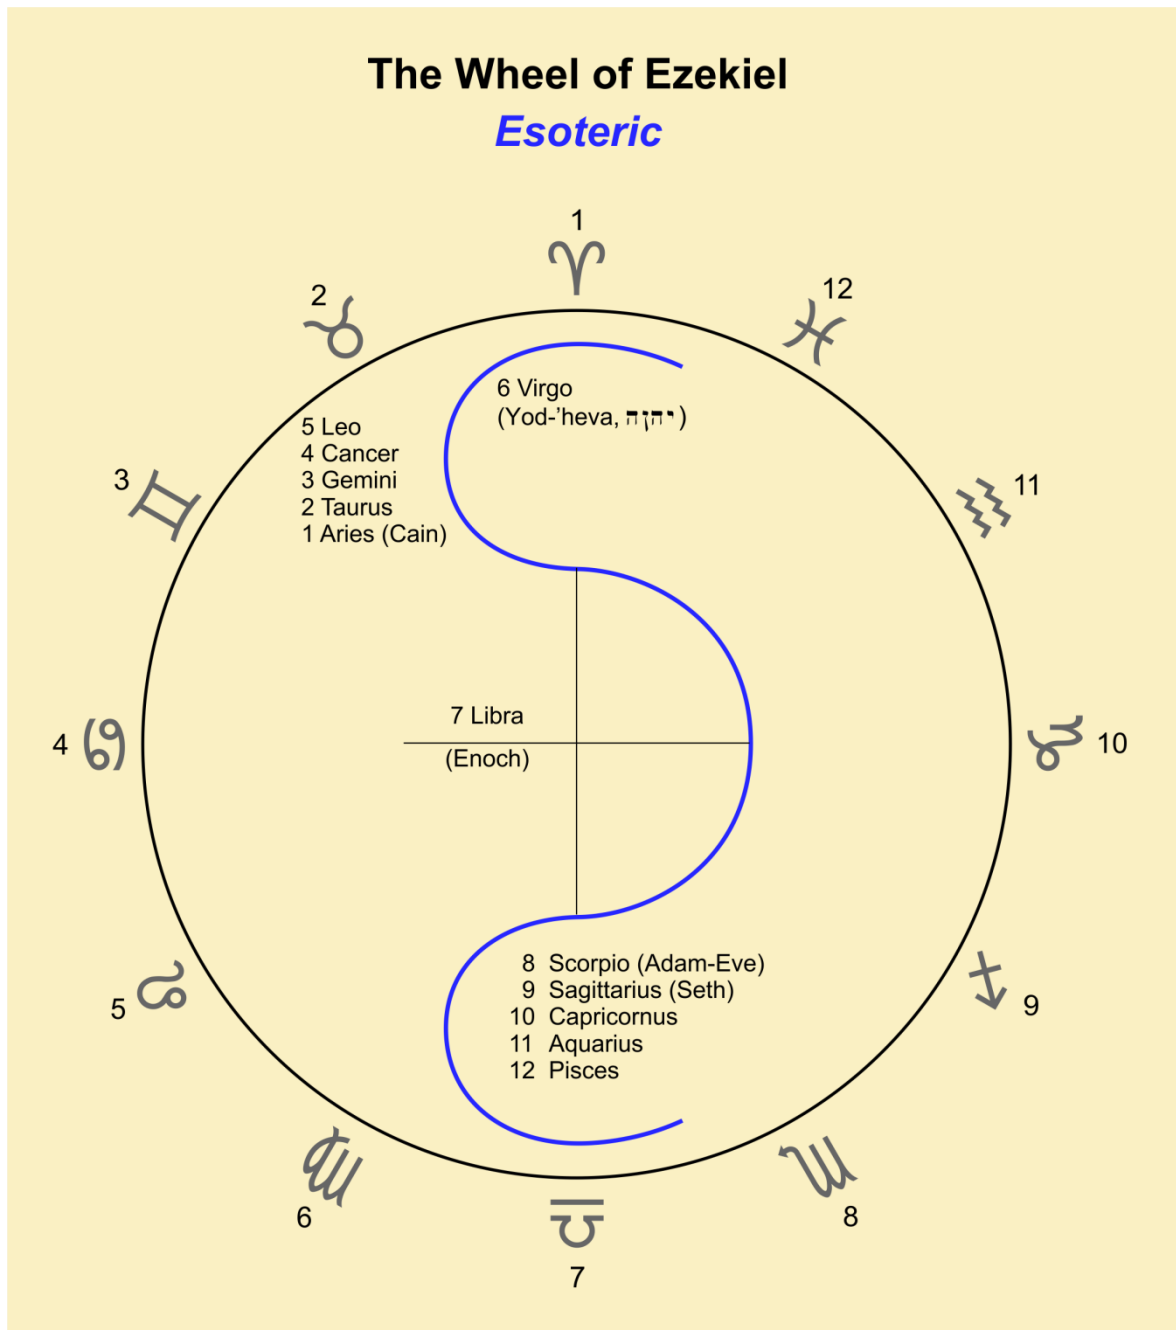 The Wheel of Ezekiel
Esoteric
1
2
12
6 Virgo
(Yod-’heva, יהוה)
5 Leo
4 Cancer
3 Gemini
2 Taurus
1 Aries (Cain)
3
11
7 Libra
(Enoch)
4
10
8 Scorpio (Adam-Eve)
9 Sagittarius (Seth)
10 Capricornus
11 Aquarius
12 Pisces
5
9
6
8
7